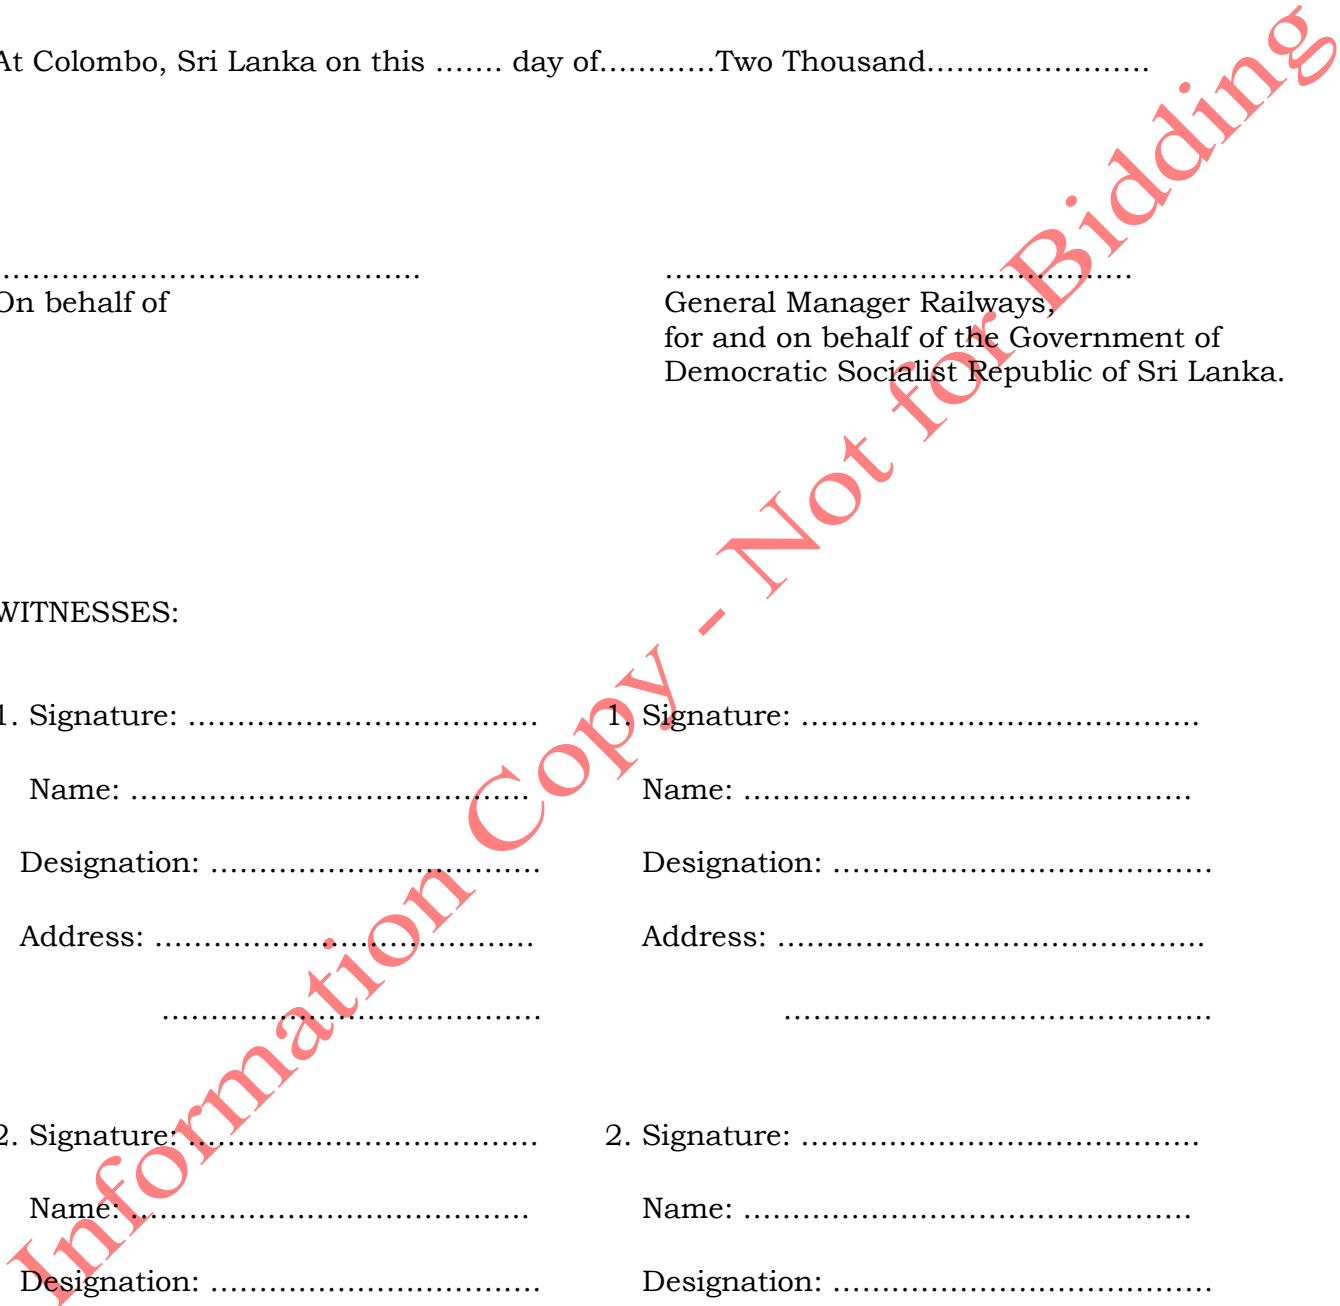 At Colombo, Sri Lanka on this ....... day of............Two Thousand.......................
........................................... ................................................
On behalf of General Manager Railways,
for and on behalf of the Government of
Democratic Socialist Republic of Sri Lanka.
WITNESSES:
1. Signature: .................................... 1. Signature: .........................................
Name: ......................................... Name: ..............................................
Designation: .................................. Designation: .......................................
Address: ....................................... Address: ............................................
....................................... ............................................
2. Signature: .................................... 2. Signature: .........................................
Name: ......................................... Name: ..............................................
Designation: .................................. Designation: .......................................
Information Copy - Not for Bidding